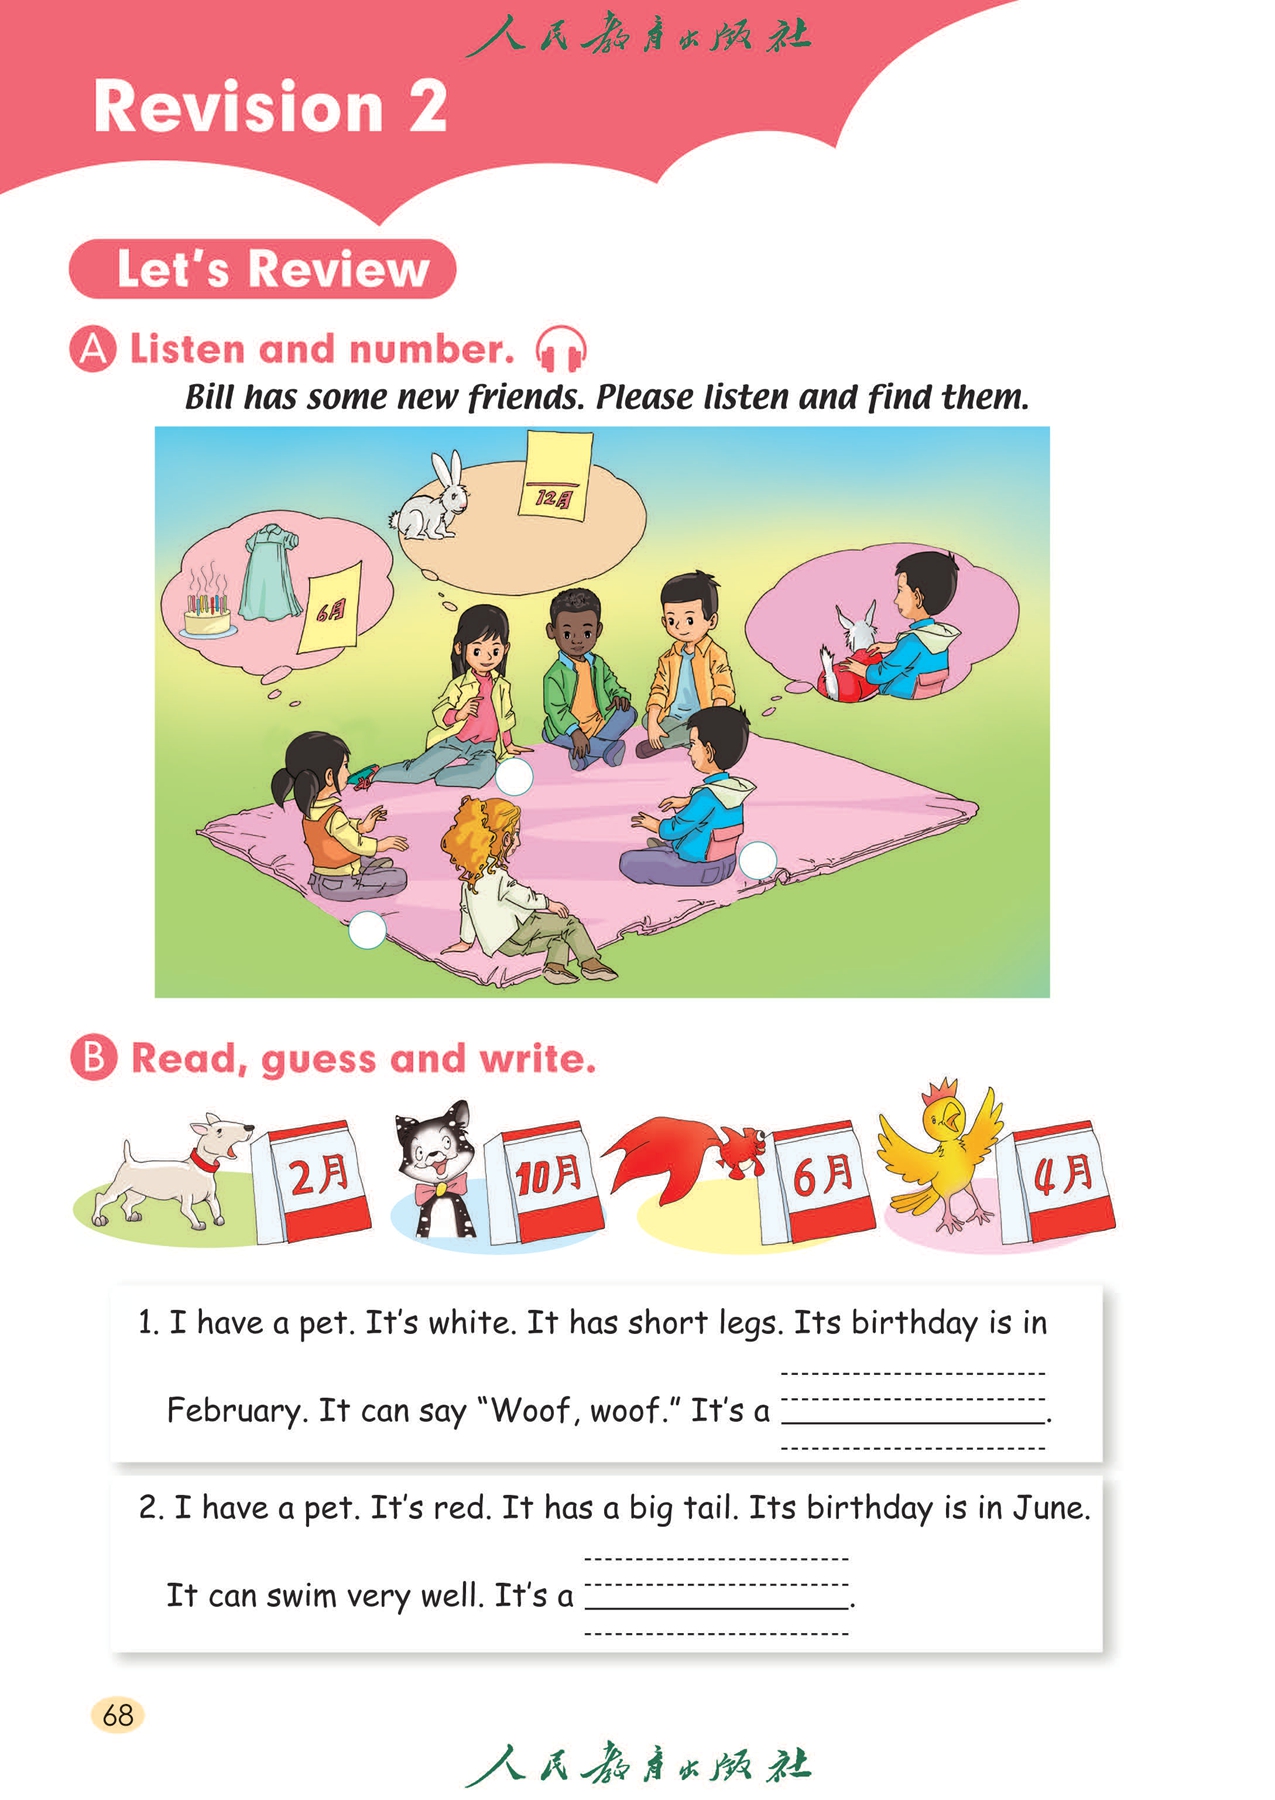 人民教育出版社
Revision 2
Let's Review
A Listen and number.
Bill has some new friends. Please listen and find them.
12月
6月
B Read, guess and write.
2月
10月
6月
4月
1. I have a pet. It's white. It has short legs. Its birthday is in
February. It can say “Woof, woof.” It's a .
2. I have a pet. It's red. It has a big tail. Its birthday is in June.
It can swim very well. It's a .
68
人民教育出版社